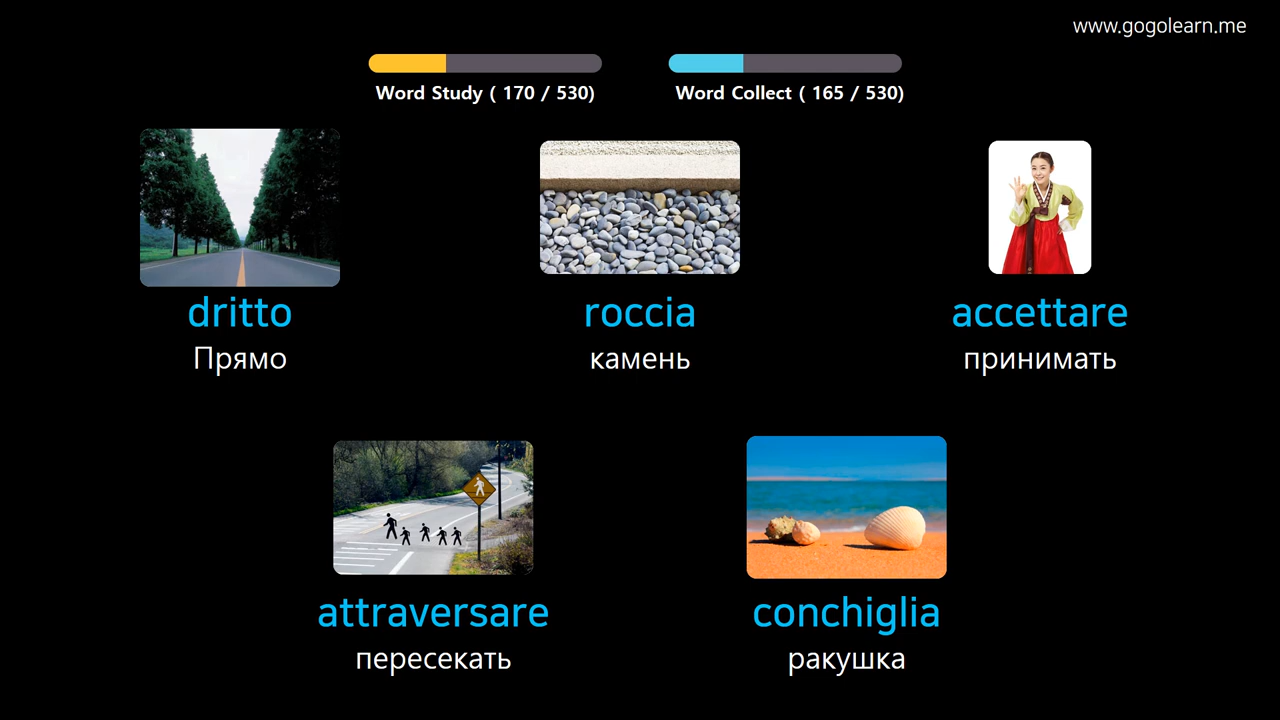 www.gogolearn.me
Word Study ( 170 / 530)
Word Collect ( 165 / 530)
dritto
Прямо
roccia
камень
accettare
принимать
attraversare
пересекать
conchiglia
ракушка